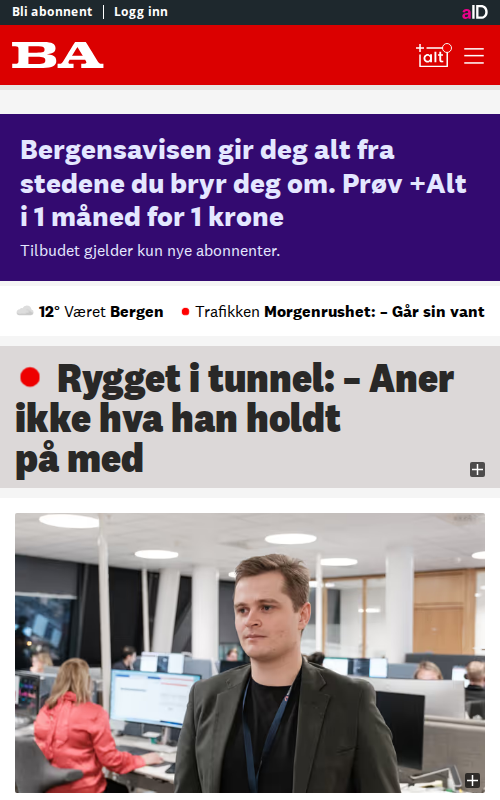 Bli abonnent | Logg inn
aID
BA
+alt
Bergensavisen gir deg alt fra
stedene du bryr deg om. Prøv +Alt
i 1 måned for 1 krone
Tilbudet gjelder kun nye abonnenter.
12° Været Bergen
Trafikken Morgenrushet: – Går sin vant
Rygget i tunnel: – Aner
ikke hva han holdt
på med